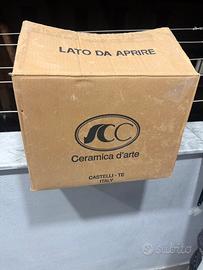 LATO DA APRIRE
SCC
Ceramica d'arte
CASTELLI - TE
ITALY
subito